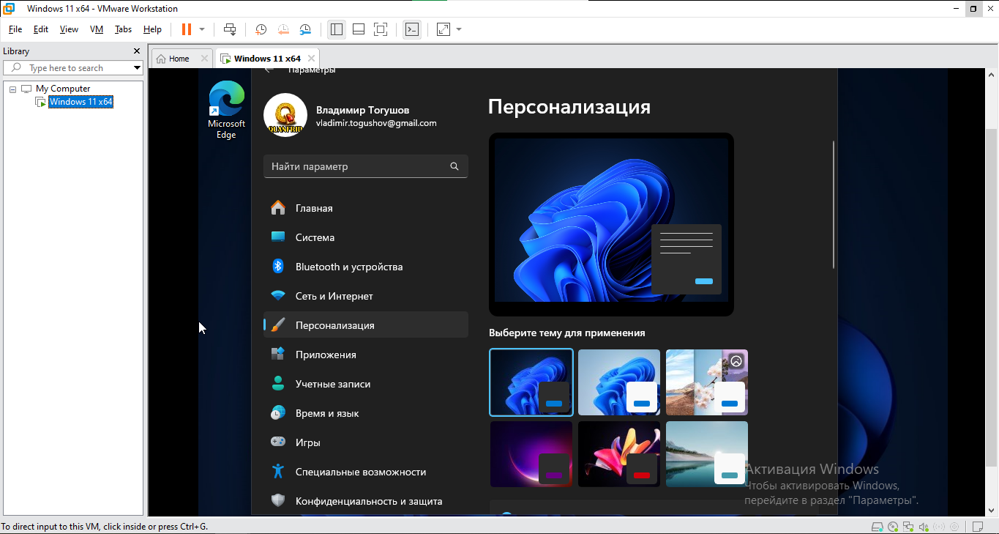 Windows 11 x64 - VMware Workstation
File Edit View VM Tabs Help
Library
Type here to search
My Computer
Windows 11 x64
Home
Windows 11 x64
Microsoft
Edge
Параметры
Владимир Тогушов
vladimir.togushov@gmail.com
QUANFRID
Найти параметр
Главная
Система
Bluetooth и устройства
Сеть и Интернет
Персонализация
Приложения
Учетные записи
Время и язык
Игры
Специальные возможности
Конфиденциальность и защита
Персонализация
Выберите тему для применения
Активация Windows
Чтобы активировать Windows,
перейдите в раздел "Параметры".
To direct input to this VM, click inside or press Ctrl+G.